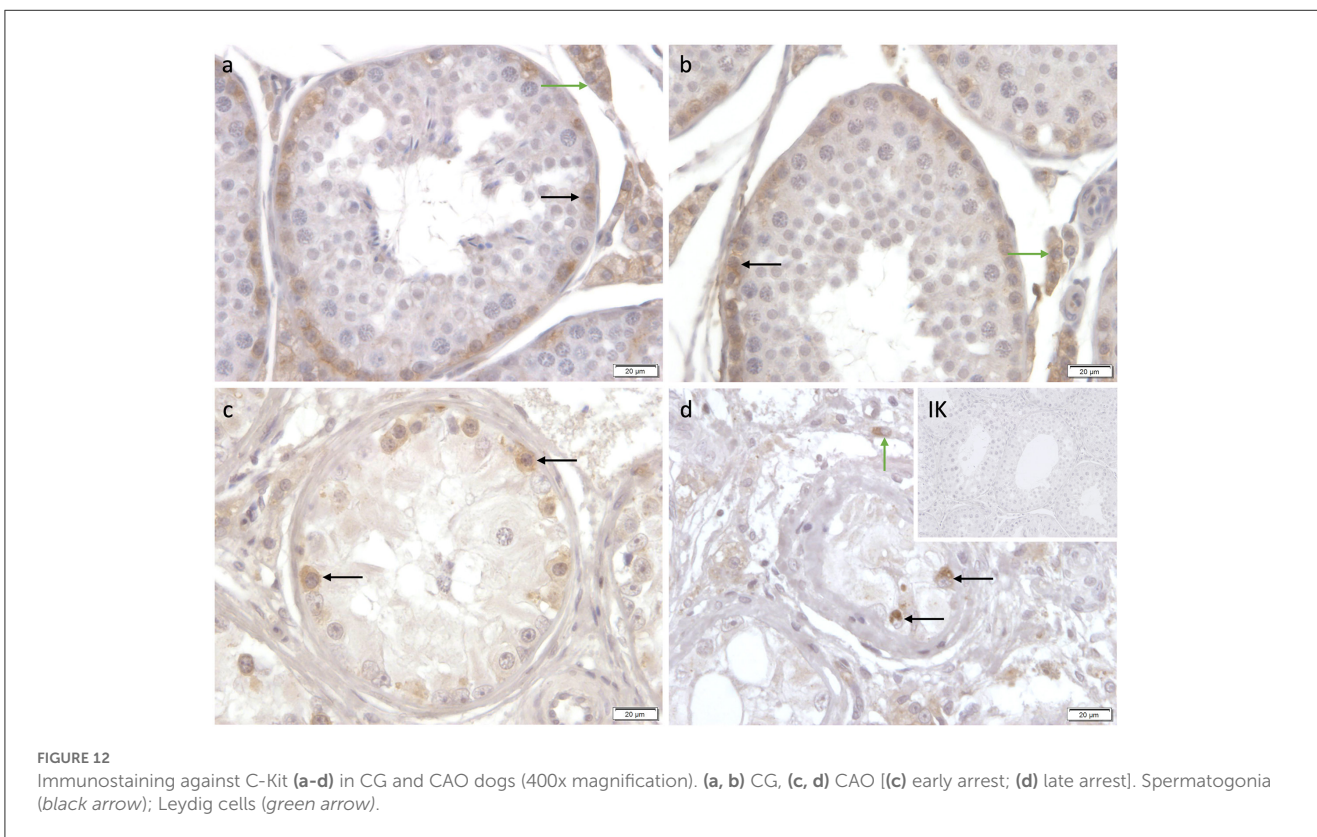 a
b
20 µm
20 µm
c
d
IK
20 µm
20 µm
FIGURE 12
Immunostaining against C-Kit (a-d) in CG and CAO dogs (400x magnification). (a, b) CG, (c, d) CAO [(c) early arrest; (d) late arrest]. Spermatogonia
(black arrow); Leydig cells (green arrow).